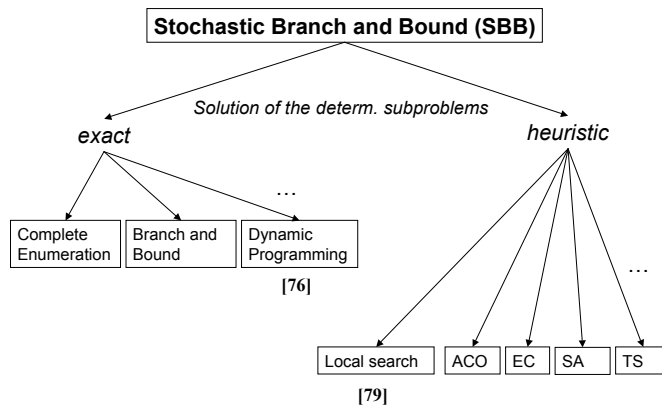 Stochastic Branch and Bound (SBB)
Solution of the determ. subproblems
exact
heuristic
…
Complete
Enumeration
Branch and
Bound
Dynamic
Programming
[76]
…
Local search
ACO
EC
SA
TS
[79]